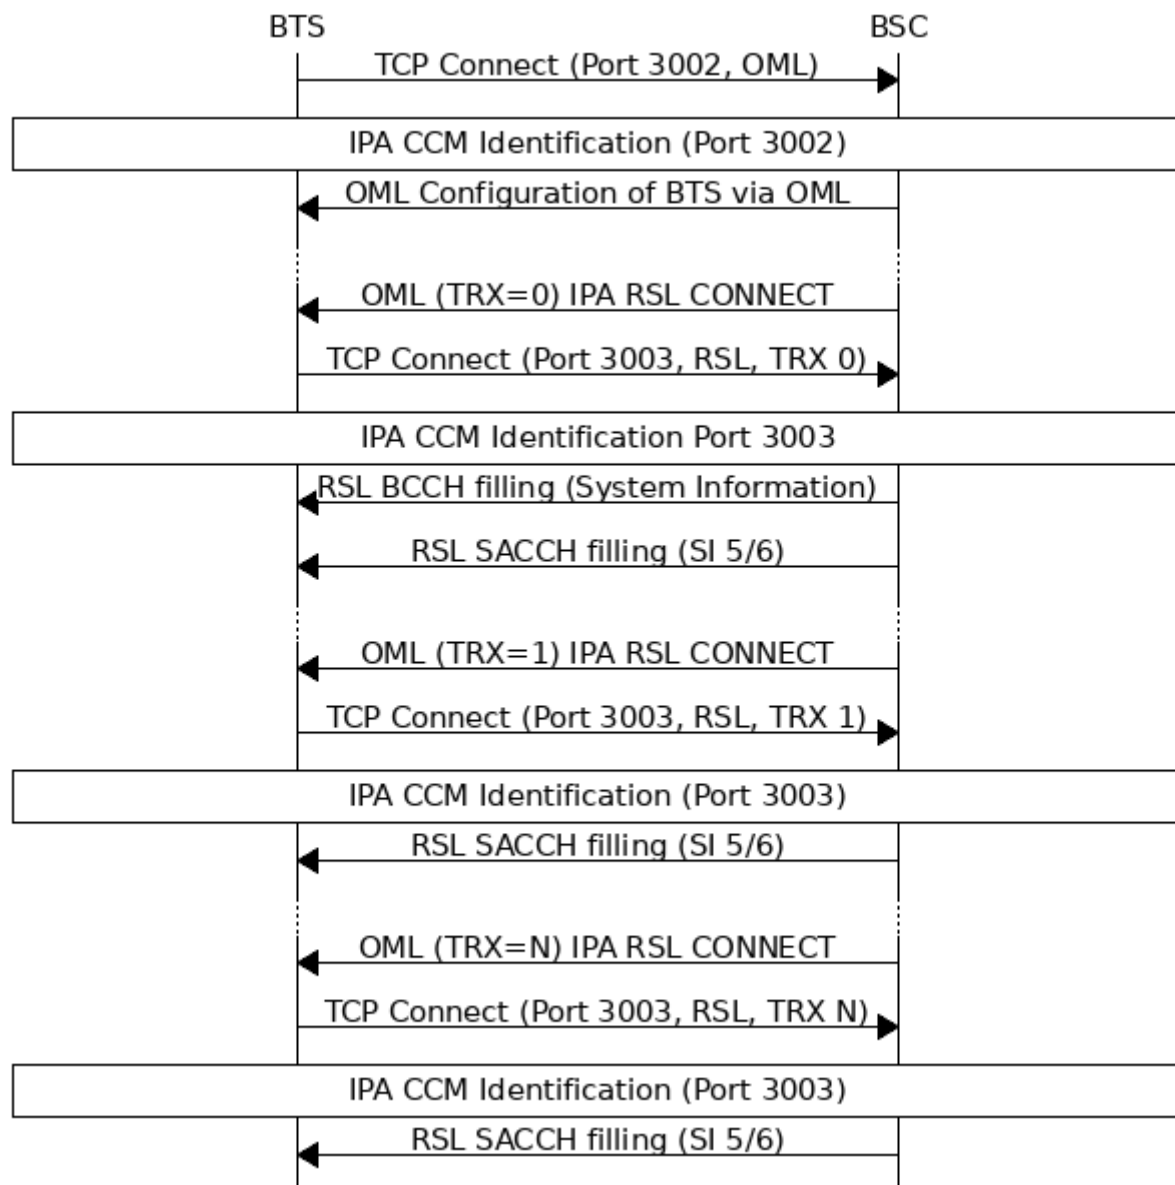 BTS BSC
TCP Connect (Port 3002, OML)
IPA CCM Identification (Port 3002)
OML Configuration of BTS via OML
OML (TRX=0) IPA RSL CONNECT
TCP Connect (Port 3003, RSL, TRX 0)
IPA CCM Identification Port 3003
RSL BCCH filling (System Information)
RSL SACCH filling (SI 5/6)
OML (TRX=1) IPA RSL CONNECT
TCP Connect (Port 3003, RSL, TRX 1)
IPA CCM Identification (Port 3003)
RSL SACCH filling (SI 5/6)
OML (TRX=N) IPA RSL CONNECT
TCP Connect (Port 3003, RSL, TRX N)
IPA CCM Identification (Port 3003)
RSL SACCH filling (SI 5/6)